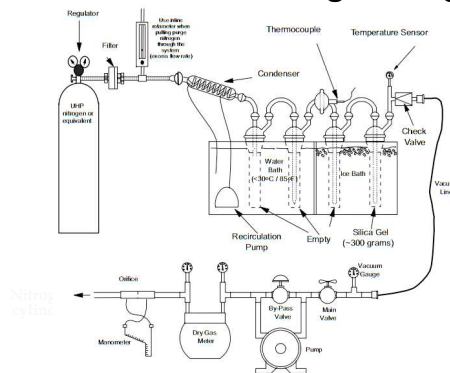 Regulator
Filter
Use inline
rotameter when
pulling purge
nitrogen
through the
system
(excess flow rate)
Condenser
Thermocouple
Temperature Sensor
UHP
nitrogen or
equivalent
Check
Valve
Water
Bath
(<30°C / 85°F)
Ice Bath
Vacuum
Line
Recirculation
Pump
Empty
Silica Gel
(~300 grams)
Orifice
Vacuum
Gauge
Manometer
Dry Gas
Meter
By-Pass
Valve
Main
Valve
Pump